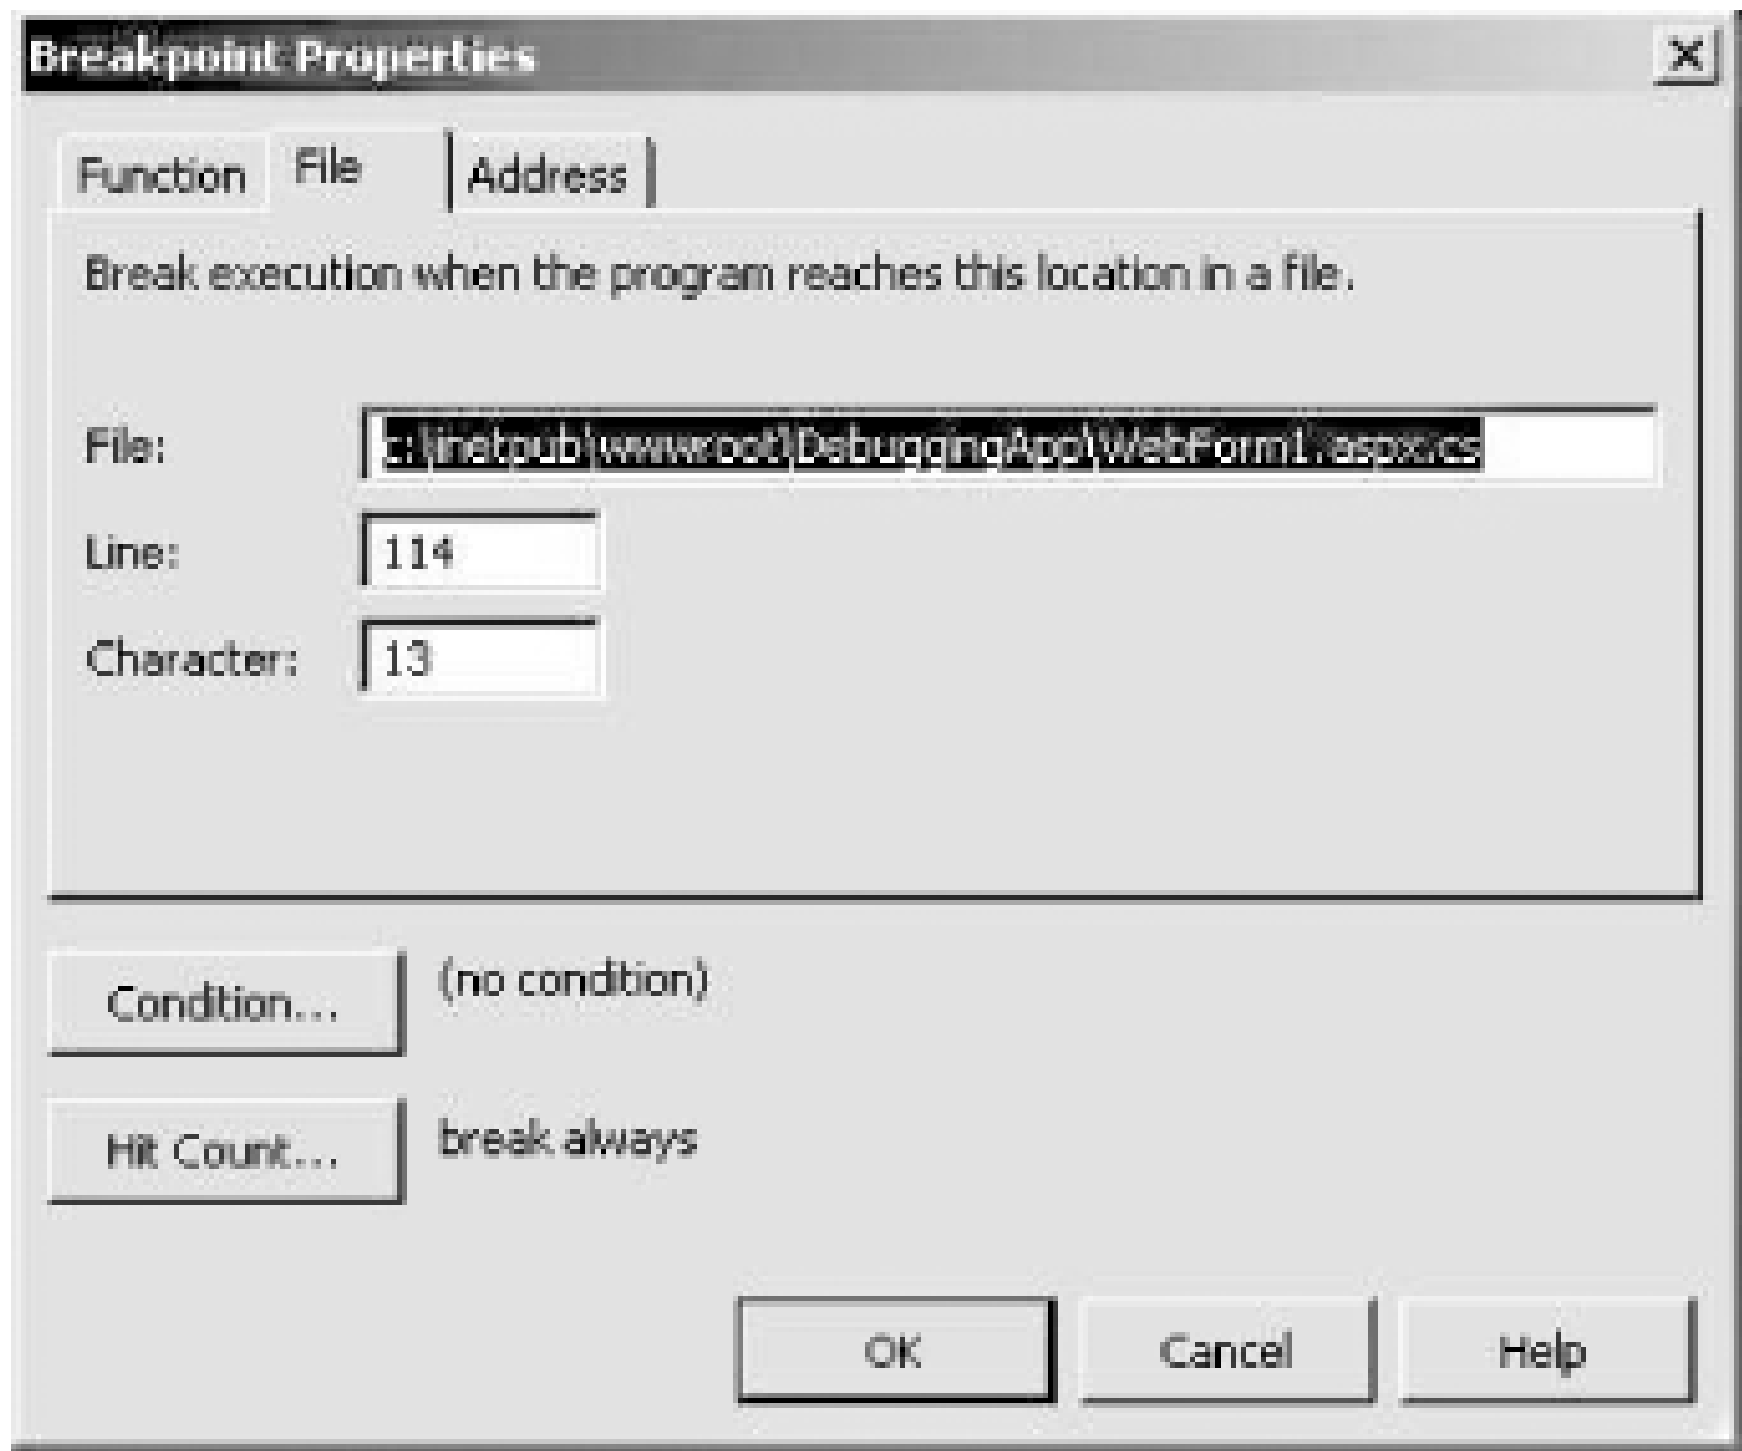 Breakpoint Properties
Function File Address
Break execution when the program reaches this location in a file.
File: c:\inetpub\wwwroot\DebuggingApp\WebForm1.aspx.cs
Line: 114
Character: 13
Condition... (no condition)
Hit Count... break always
OK Cancel Help